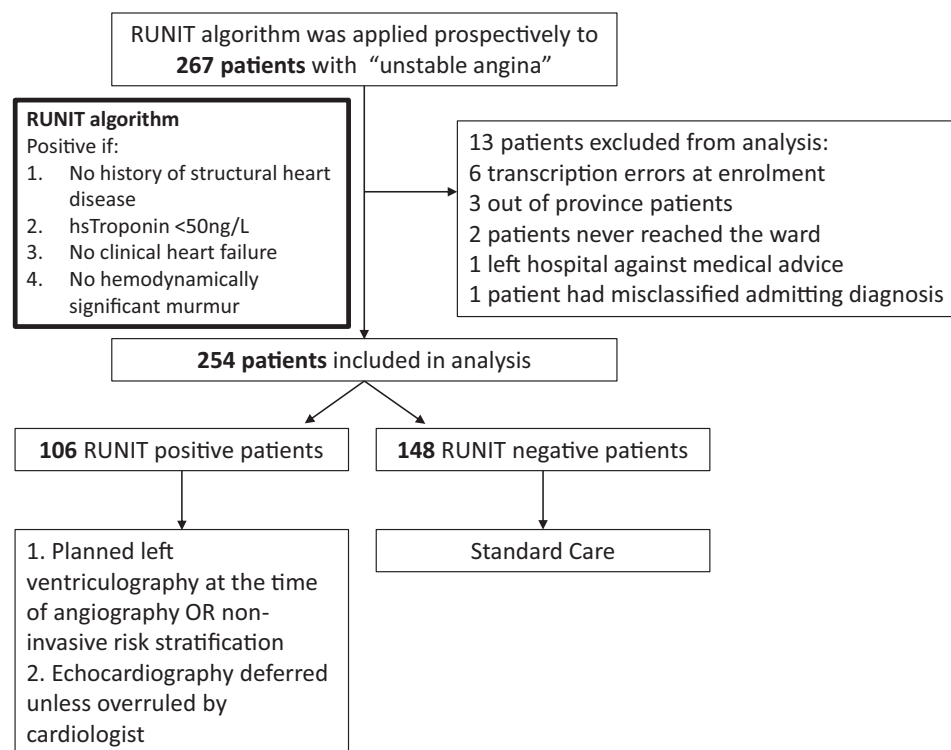 RUNIT algorithm was applied prospectively to
267 patients with “unstable angina”
RUNIT algorithm
Positive if:
1. No history of structural heart
disease
2. hsTroponin <50ng/L
3. No clinical heart failure
4. No hemodynamically
significant murmur
13 patients excluded from analysis:
6 transcription errors at enrolment
3 out of province patients
2 patients never reached the ward
1 left hospital against medical advice
1 patient had misclassified admitting diagnosis
254 patients included in analysis
106 RUNIT positive patients
148 RUNIT negative patients
1. Planned left
ventriculography at the time
of angiography OR non-
invasive risk stratification
2. Echocardiography deferred
unless overruled by
cardiologist
Standard Care